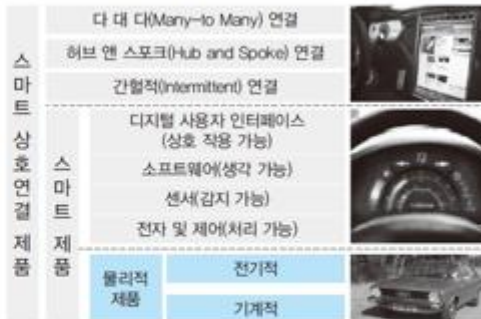 다 대 다(Many-to Many) 연결
허브 앤 스포크(Hub and Spoke) 연결
간헐적(Intermittent) 연결
스마트 상호연결 제품
스마트 제품
디지털 사용자 인터페이스
(상호 작용 가능)
소프트웨어(생각 가능)
센서(감지 가능)
전자 및 제어(처리 가능)
물리적
제품
전기적
기계적